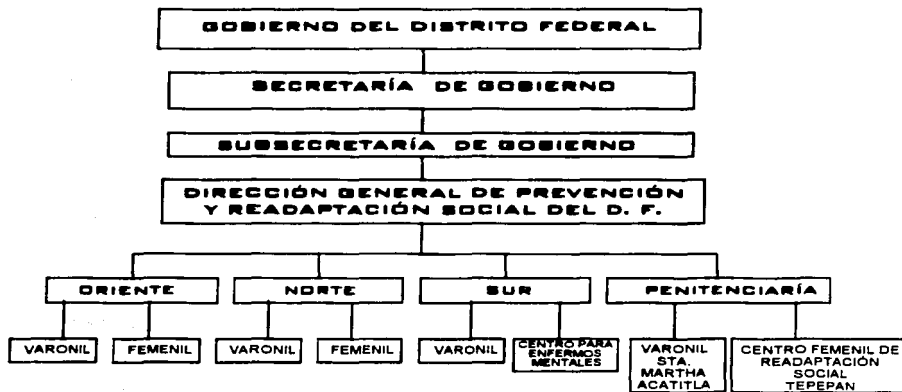 GOBIERNO DEL DISTRITO FEDERAL
SECRETARÍA DE GOBIERNO
SUBSECRETARÍA DE GOBIERNO
DIRECCIÓN GENERAL DE PREVENCIÓN
Y READAPTACIÓN SOCIAL DEL D. F.
ORIENTE
NORTE
SUR
PENITENCIARÍA
VARONIL
FEMENIL
VARONIL
FEMENIL
VARONIL
CENTRO PARA
ENFERMOS
MENTALES
VARONIL
STA.
MARTHA
ACATITLA
CENTRO FEMENIL DE
READAPTACIÓN
SOCIAL
TEPEPAN